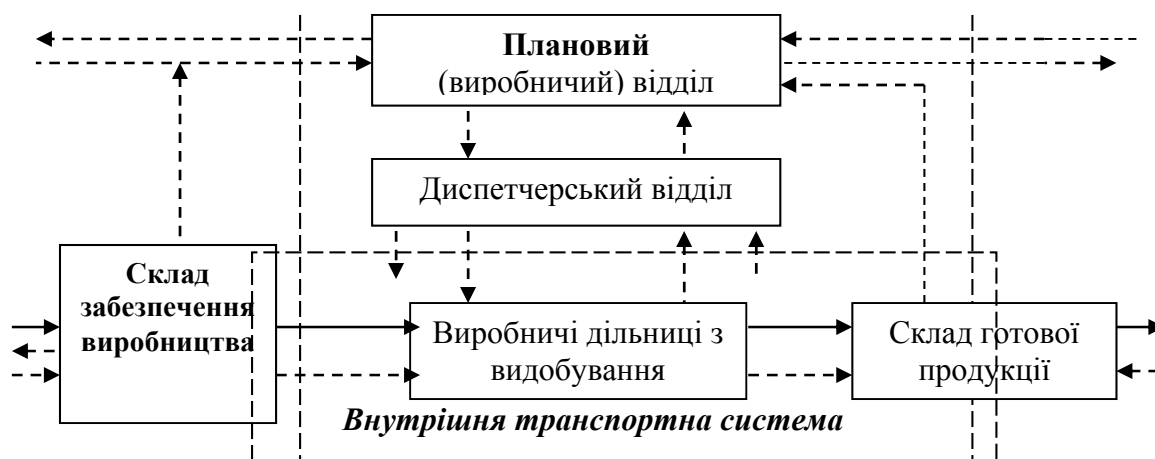 Плановий
(виробничий) відділ
Диспетчерський відділ
Склад
забезпечення
виробництва
Виробничі дільниці з
видобування
Склад готової
продукції
Внутрішня транспортна система